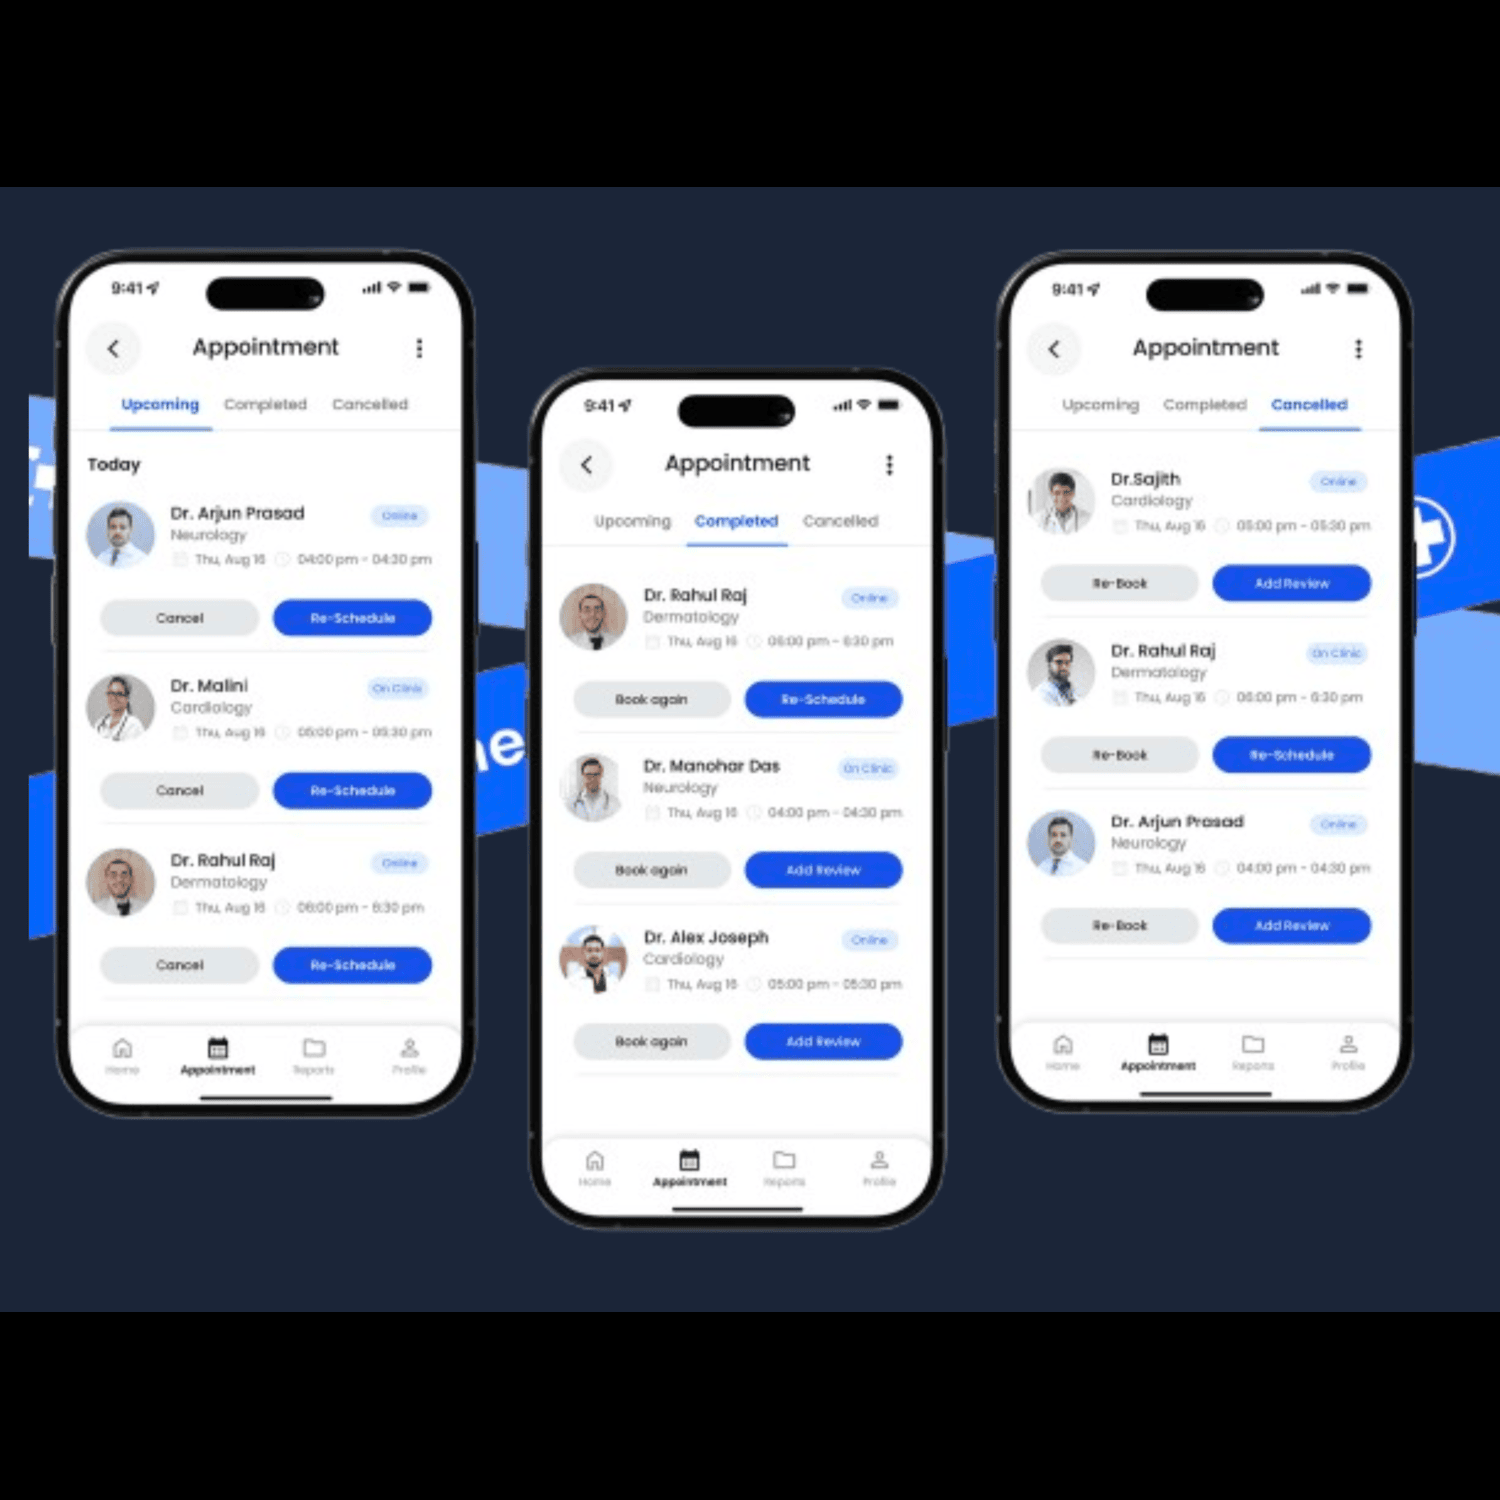 9:41
Appointment
Upcoming Completed Cancelled
Today
Dr. Arjun Prasad Online
Neurology
Thu, Aug 16 04:00 pm - 04:30 pm
Cancel Re-Schedule
Dr. Malini On Clinic
Cardiology
Thu, Aug 16 05:00 pm - 05:30 pm
Cancel Re-Schedule
Dr. Rahul Raj Online
Dermatology
Thu, Aug 16 06:00 pm - 6:30 pm
Cancel Re-Schedule
Home Appointment Reports Profile
ne
9:41
Appointment
Upcoming Completed Cancelled
Dr. Rahul Raj Online
Dermatology
Thu, Aug 16 06:00 pm - 6:30 pm
Book again Re-Schedule
Dr. Manohar Das On Clinic
Neurology
Thu, Aug 16 04:00 pm - 04:30 pm
Book again Add Review
Dr. Alex Joseph Online
Cardiology
Thu, Aug 16 05:00 pm - 05:30 pm
Book again Add Review
Home Appointment Reports Profile
9:41
Appointment
Upcoming Completed Cancelled
Dr.Sajith Online
Cardiology
Thu, Aug 16 05:00 pm - 05:30 pm
Re-Book Add Review
Dr. Rahul Raj On Clinic
Dermatology
Thu, Aug 16 06:00 pm - 6:30 pm
Re-Book Re-Schedule
Dr. Arjun Prasad Online
Neurology
Thu, Aug 16 04:00 pm - 04:30 pm
Re-Book Add Review
Home Appointment Reports Profile